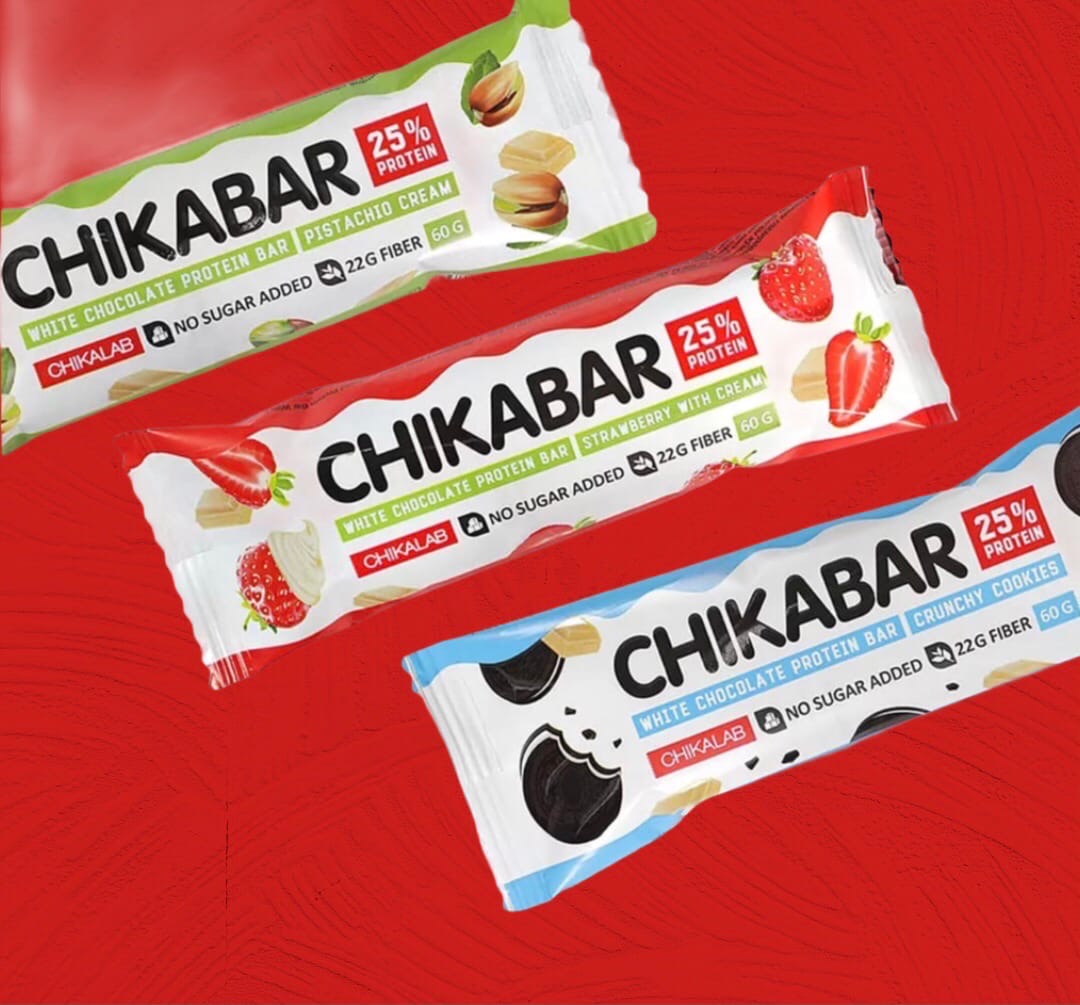 CHIKABAR
25%
PROTEIN
WHITE CHOCOLATE PROTEIN BAR | PISTACHIO CREAM
CHIKALAB NO SUGAR ADDED 22G FIBER 60 G
CHIKABAR
25%
PROTEIN
WHITE CHOCOLATE PROTEIN BAR | STRAWBERRY WITH CREAM
CHIKALAB NO SUGAR ADDED 22G FIBER 60 G
CHIKABAR
25%
PROTEIN
WHITE CHOCOLATE PROTEIN BAR | CRUNCHY COOKIES
CHIKALAB NO SUGAR ADDED 22G FIBER 60 G